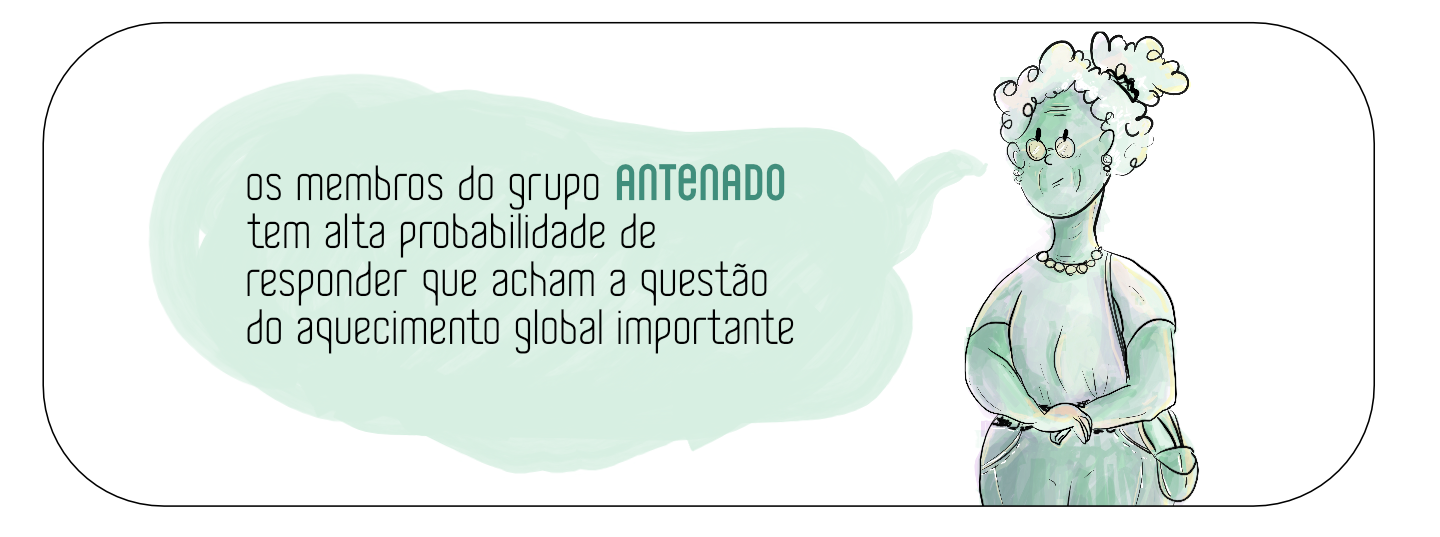 os membros do grupo ANTENADO
tem alta probabilidade de
responder que acham a questão
do aquecimento global importante